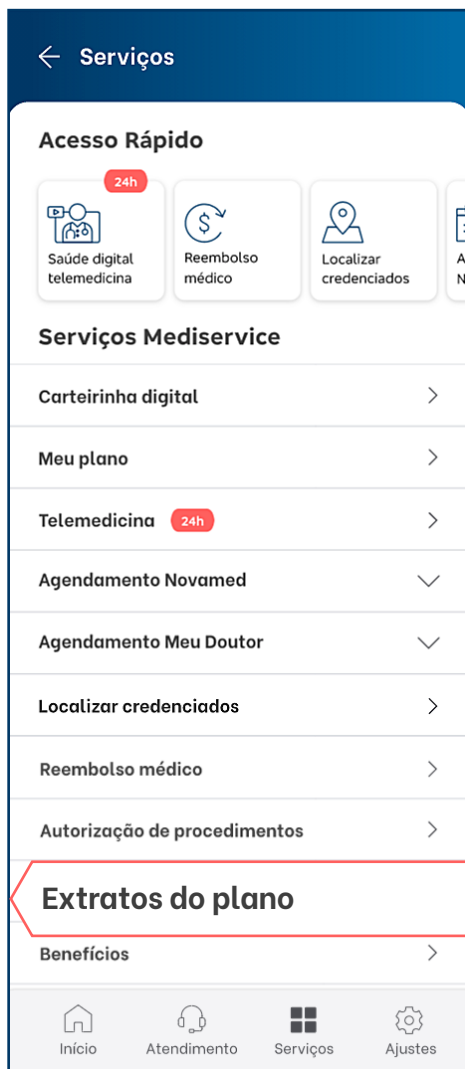 Serviços
Acesso Rápido
24h
Saúde digital
telemedicina
Reembolso
médico
Localizar
credenciados
A
N
Serviços Mediservice
Carteirinha digital
Meu plano
Telemedicina 24h
Agendamento Novamed
Agendamento Meu Doutor
Localizar credenciados
Reembolso médico
Autorização de procedimentos
Extratos do plano
Benefícios
Início
Atendimento
Serviços
Ajustes